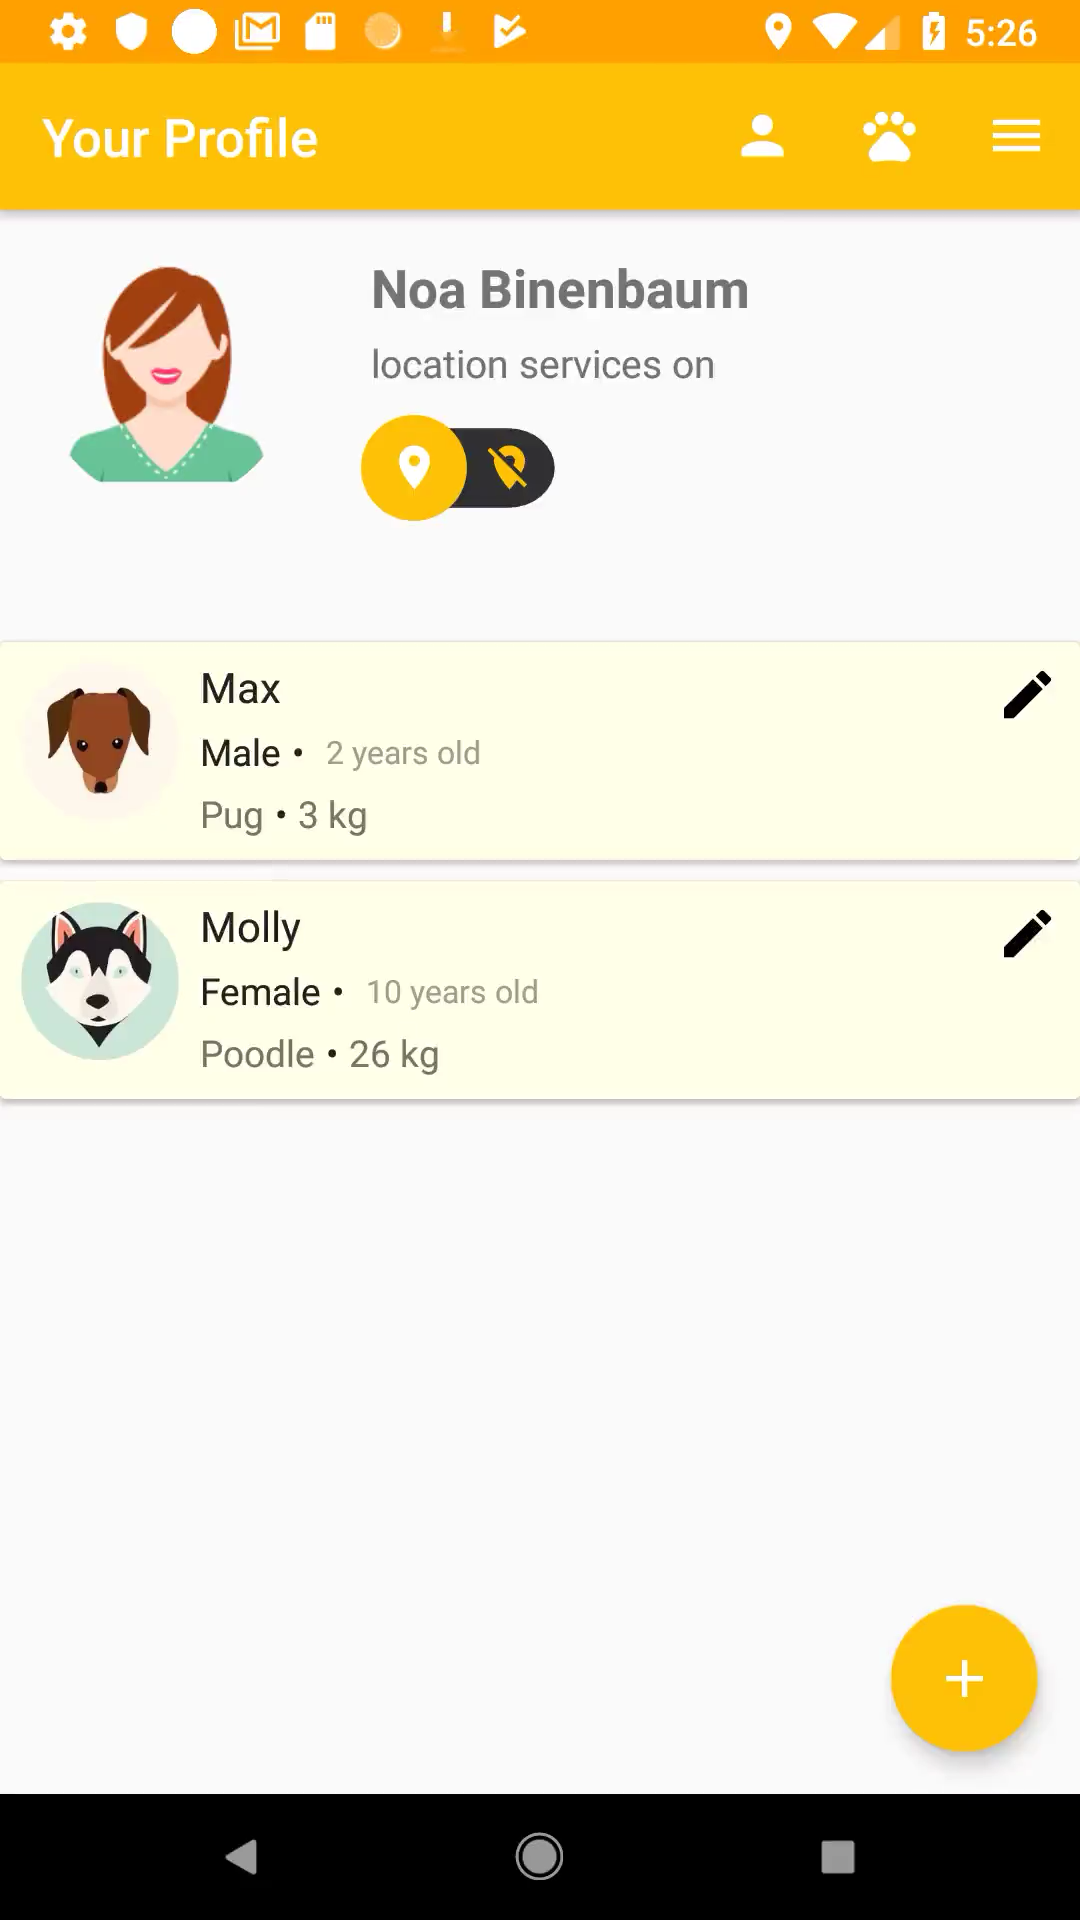 5:26
Your Profile
Noa Binenbaum
location services on
Max
Male • 2 years old
Pug • 3 kg
Molly
Female • 10 years old
Poodle • 26 kg